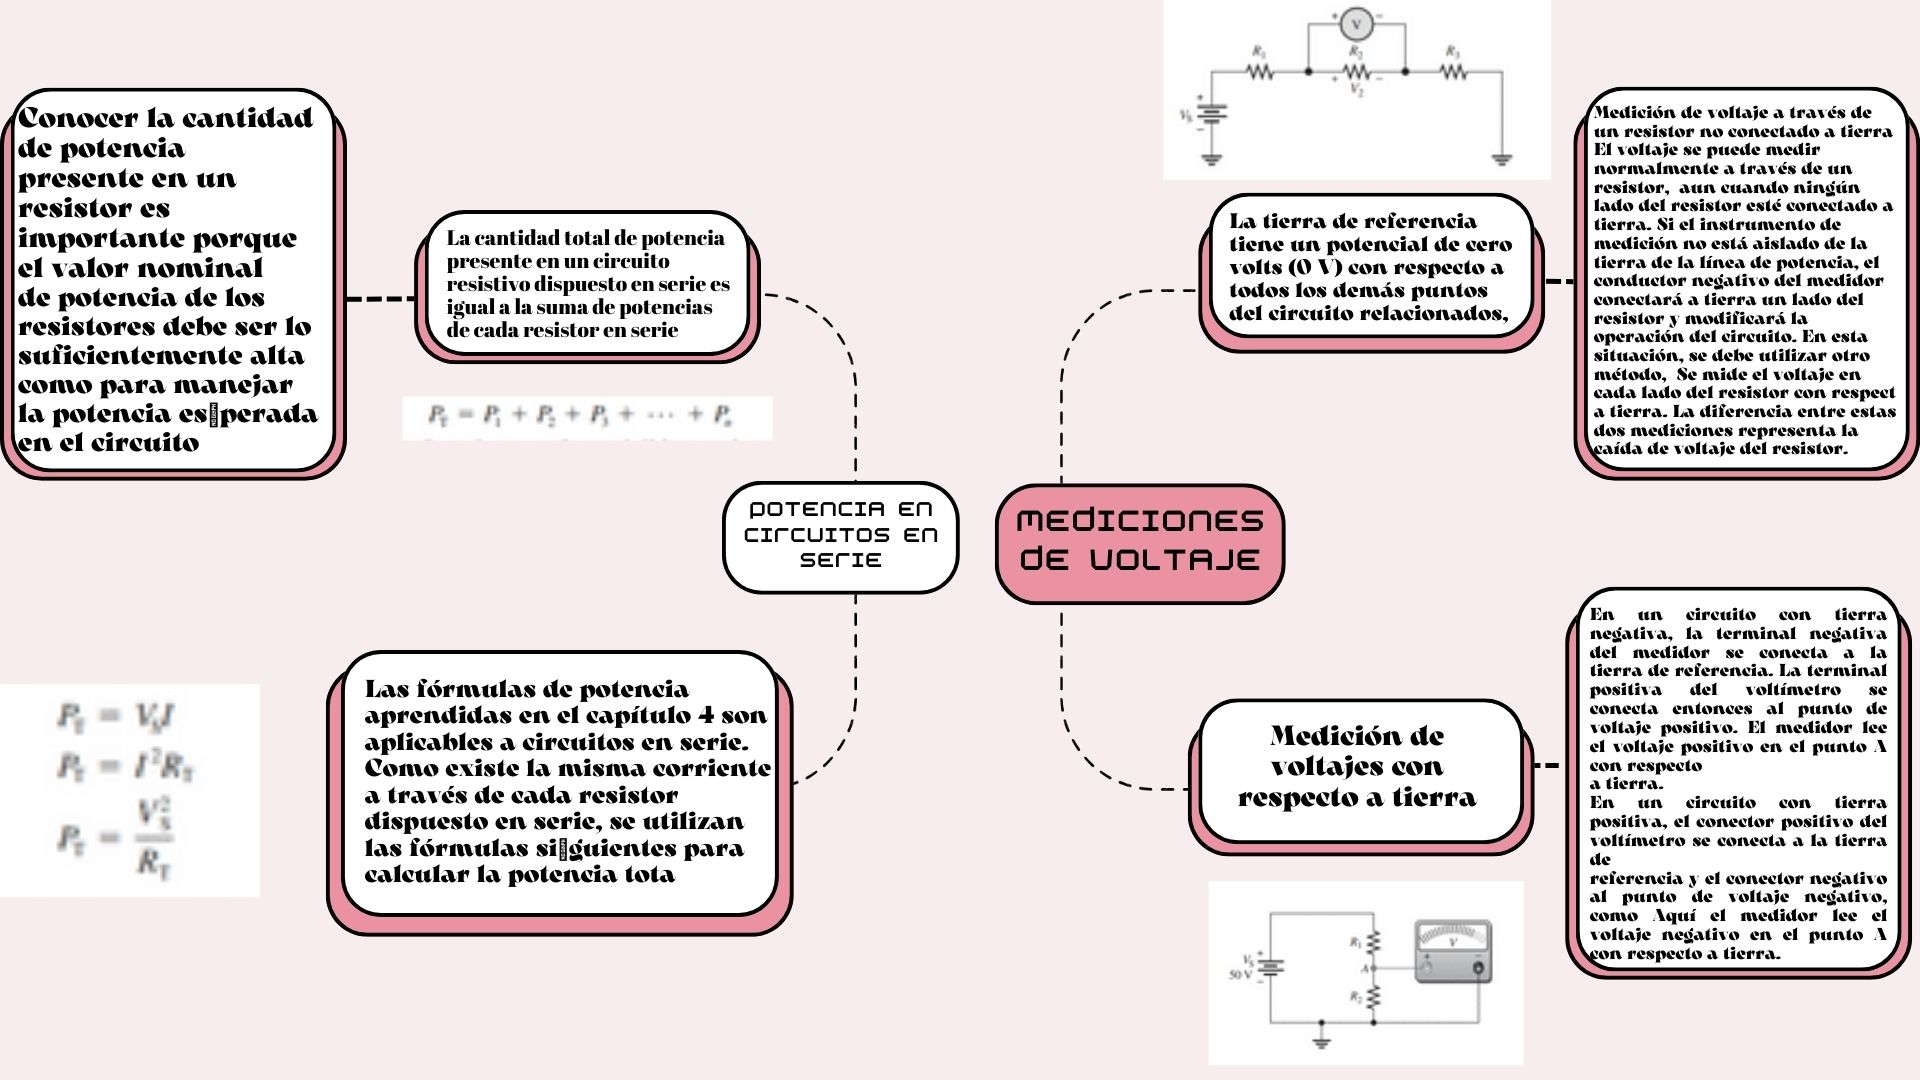 Conocer la cantidad
de potencia
presente en un
resistor es
importante porque
el valor nominal
de potencia de los
resistores debe ser lo
suficientemente alta
como para manejar
la potencia es perada
en el circuito
La cantidad total de potencia
presente en un circuito
resistivo dispuesto en serie es
igual a la suma de potencias
de cada resistor en serie
P_T = P_1 + P_2 + P_3 + ⋯ + P_n
POTENCIA EN
CIRCUITOS EN
SERIE
P_T = V_S I
P_T = I² R_T
P_T = V_S² / R_T
Las fórmulas de potencia
aprendidas en el capítulo 4 son
aplicables a circuitos en serie.
Como existe la misma corriente
a través de cada resistor
dispuesto en serie, se utilizan
las fórmulas si guientes para
calcular la potencia tota
V
R_1 R_2 R_3
+ V_2 −
V_S
La tierra de referencia
tiene un potencial de cero
volts (0 V) con respecto a
todos los demás puntos
del circuito relacionados,
Medición de voltaje a través de
un resistor no conectado a tierra
El voltaje se puede medir
normalmente a través de un
resistor, aun cuando ningún
lado del resistor esté conectado a
tierra. Si el instrumento de
medición no está aislado de la
tierra de la línea de potencia, el
conductor negativo del medidor
conectará a tierra un lado del
resistor y modificará la
operación del circuito. En esta
situación, se debe utilizar otro
método, Se mide el voltaje en
cada lado del resistor con respect
a tierra. La diferencia entre estas
dos mediciones representa la
caída de voltaje del resistor.
MEDICIONES
DE VOLTAJE
Medición de
voltajes con
respecto a tierra
En un circuito con tierra
negativa, la terminal negativa
del medidor se conecta a la
tierra de referencia. La terminal
positiva del voltímetro se
conecta entonces al punto de
voltaje positivo. El medidor lee
el voltaje positivo en el punto A
con respecto
a tierra.
En un circuito con tierra
positiva, el conector positivo del
voltímetro se conecta a la tierra
de
referencia y el conector negativo
al punto de voltaje negativo,
como Aquí el medidor lee el
voltaje negativo en el punto A
con respecto a tierra.
R_1
V
V_S
50 V
A
R_2